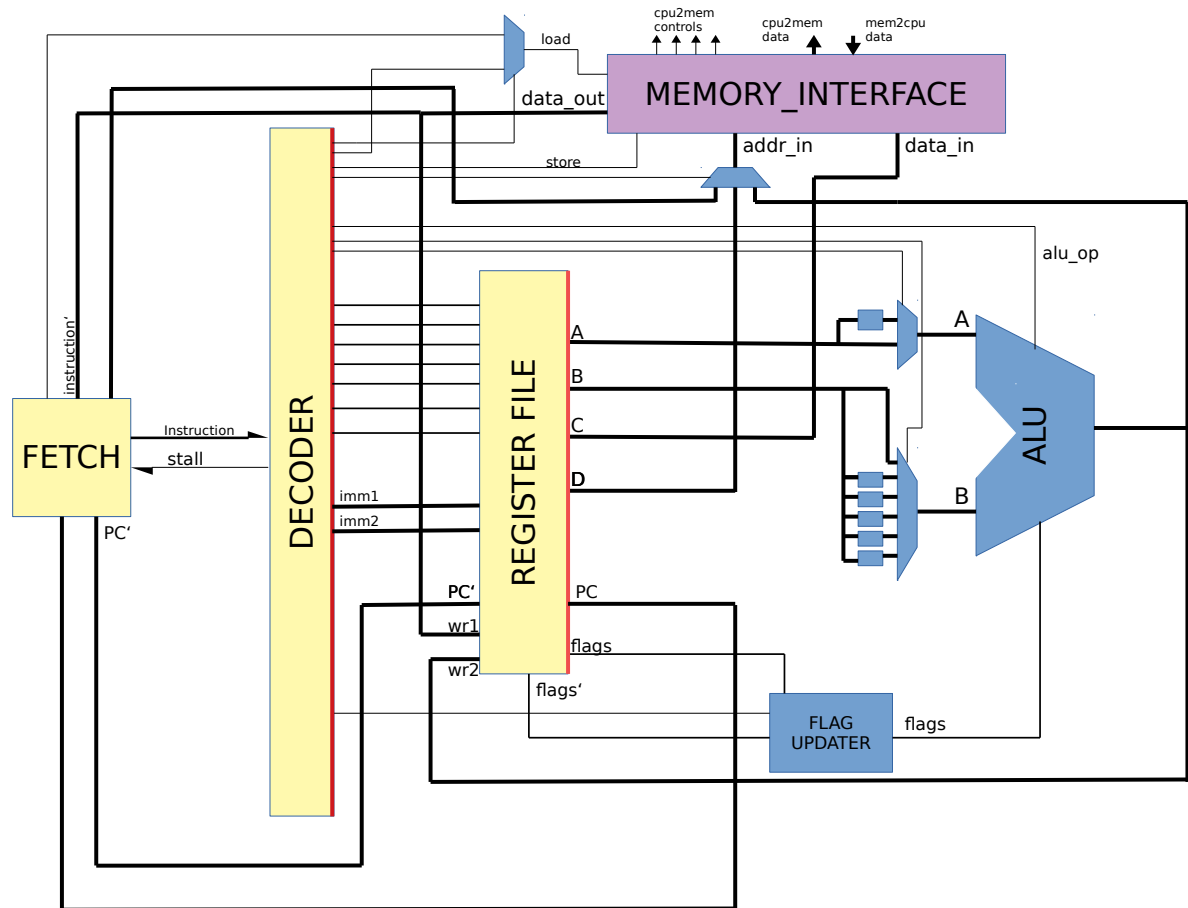 cpu2mem
controls
cpu2mem
data
mem2cpu
data
load
data_out
MEMORY_INTERFACE
addr_in
data_in
store
alu_op
instruction‘
A
A
B
REGISTER FILE
DECODER
ALU
C
Instruction
FETCH
stall
D
B
imm1
imm2
PC‘
PC‘
PC
wr1
flags
wr2
flags‘
FLAG
UPDATER
flags